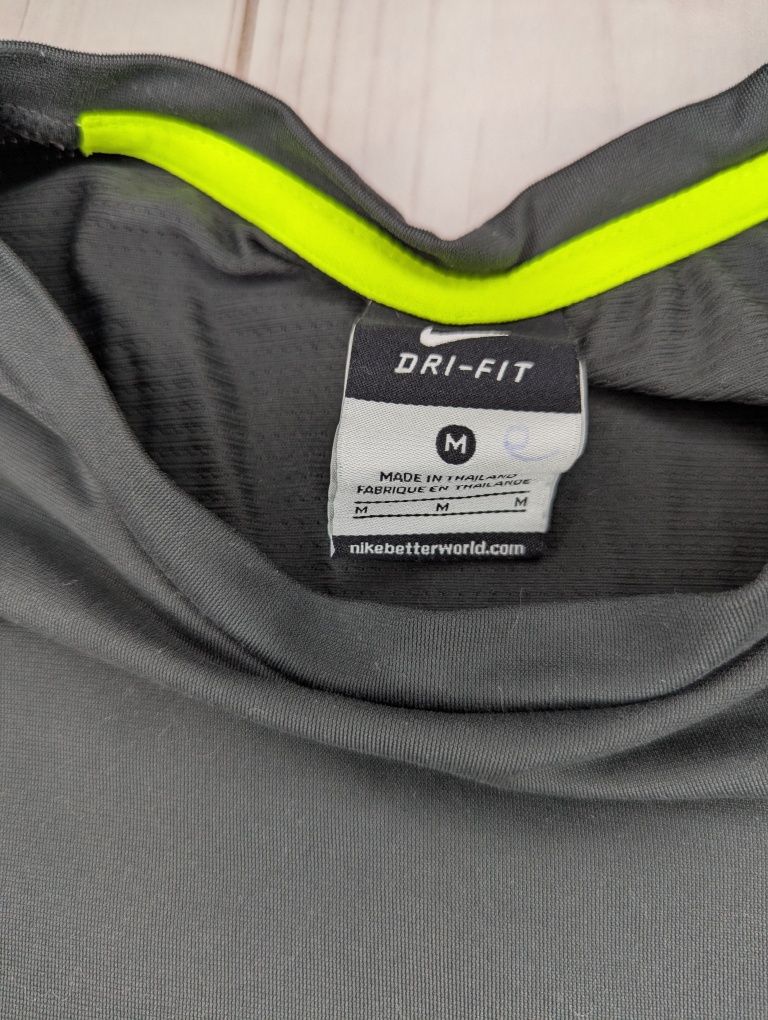 DRI-FIT
M
MADE IN THAILAND
FABRIQUE EN THAILANDE
M M M
nikebetterworld.com